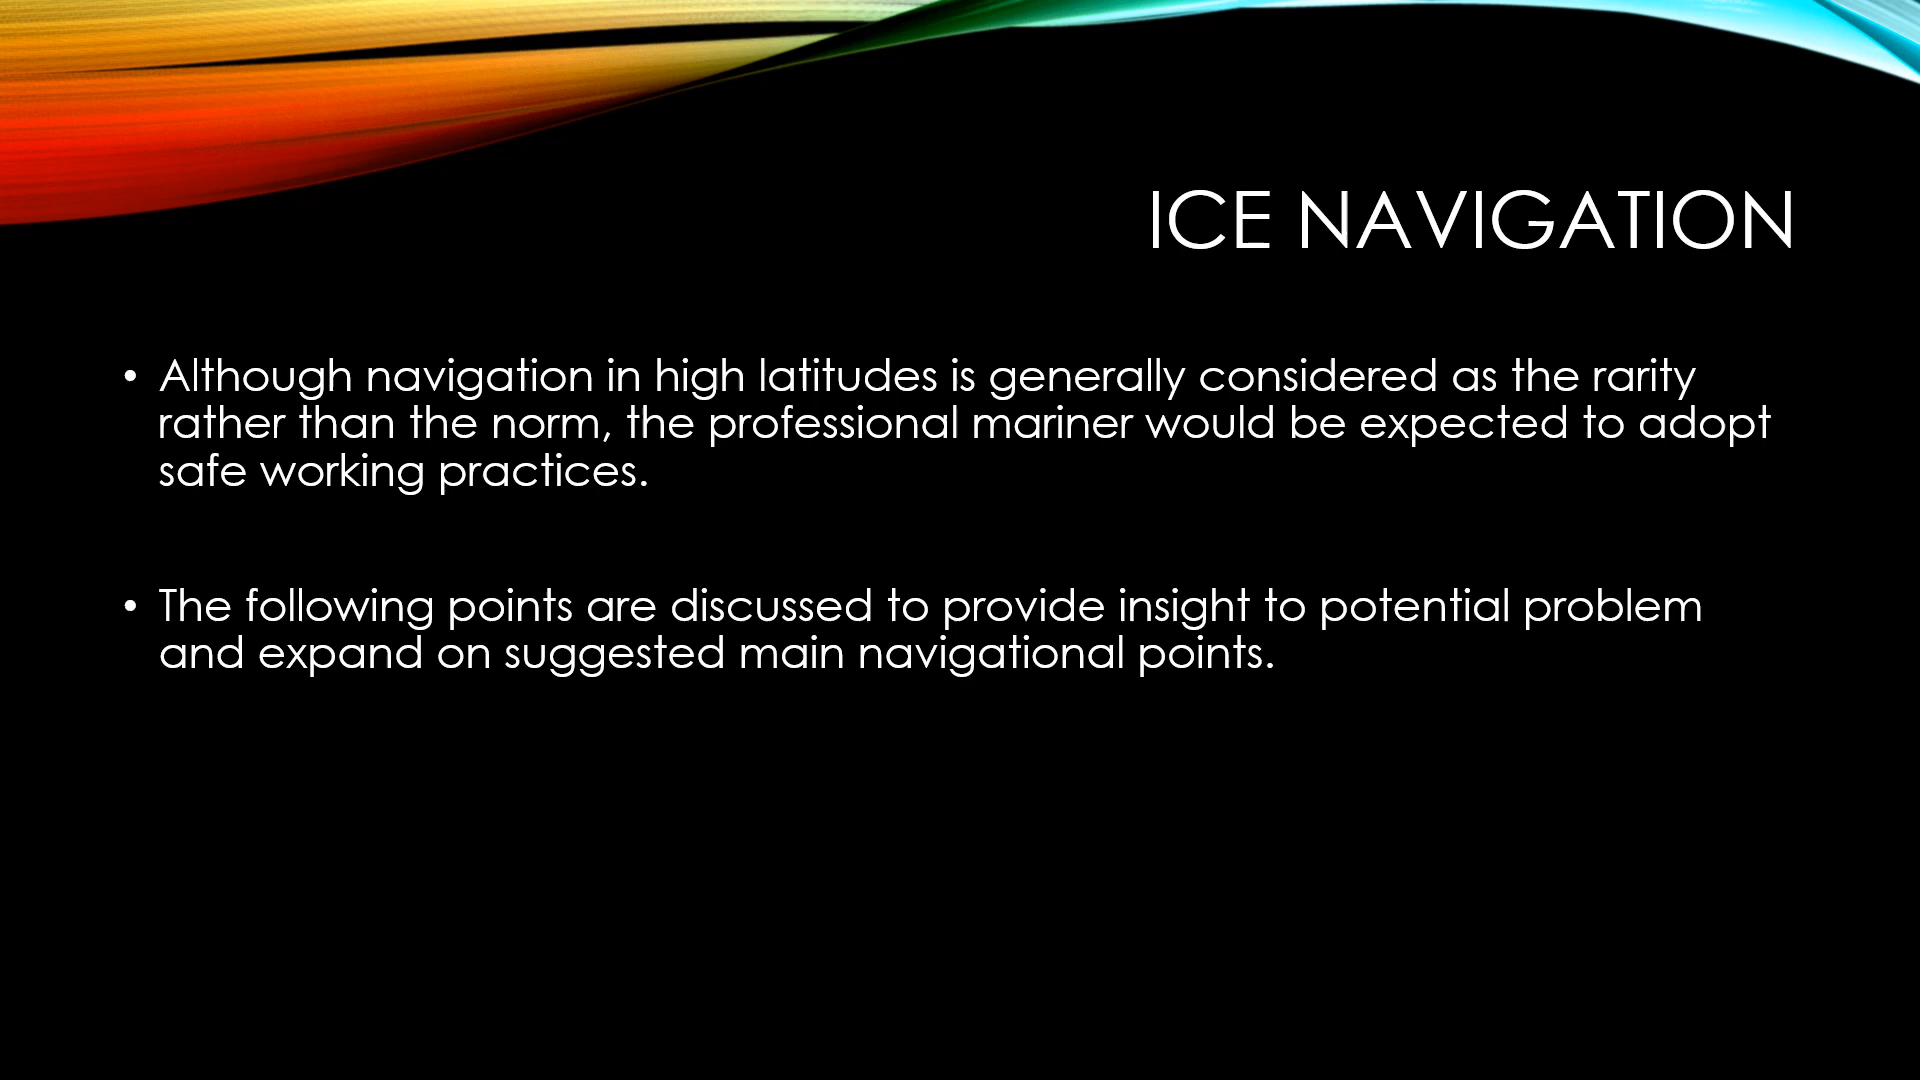 ICE NAVIGATION
• Although navigation in high latitudes is generally considered as the rarity
rather than the norm, the professional mariner would be expected to adopt
safe working practices.
• The following points are discussed to provide insight to potential problem
and expand on suggested main navigational points.